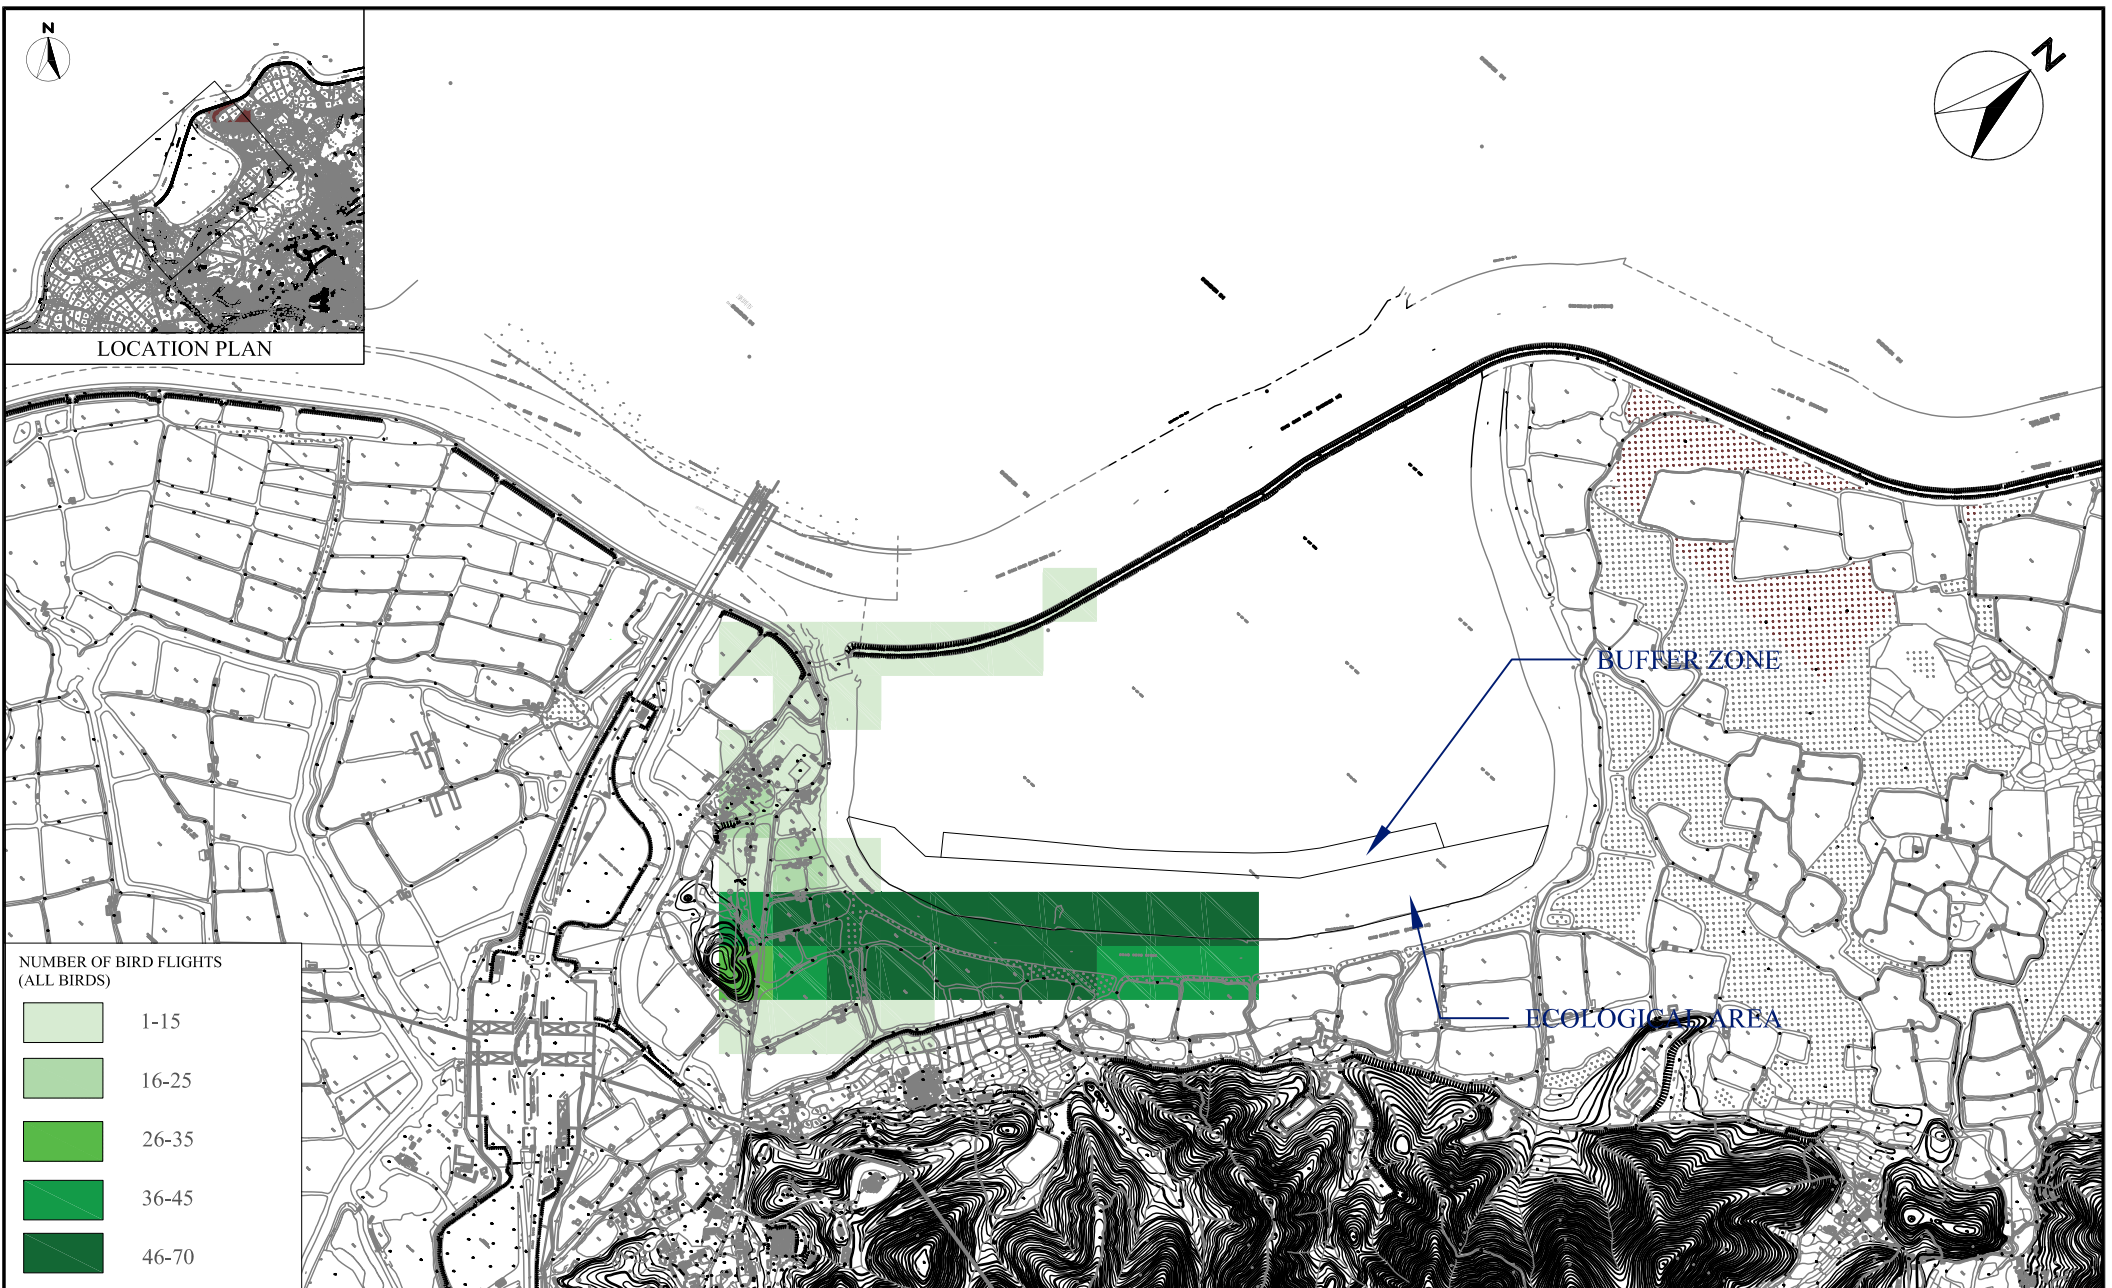 N
LOCATION PLAN
N
BUFFER ZONE
ECOLOGICAL AREA
NUMBER OF BIRD FLIGHTS
(ALL BIRDS)
1-15
16-25
26-35
36-45
46-70